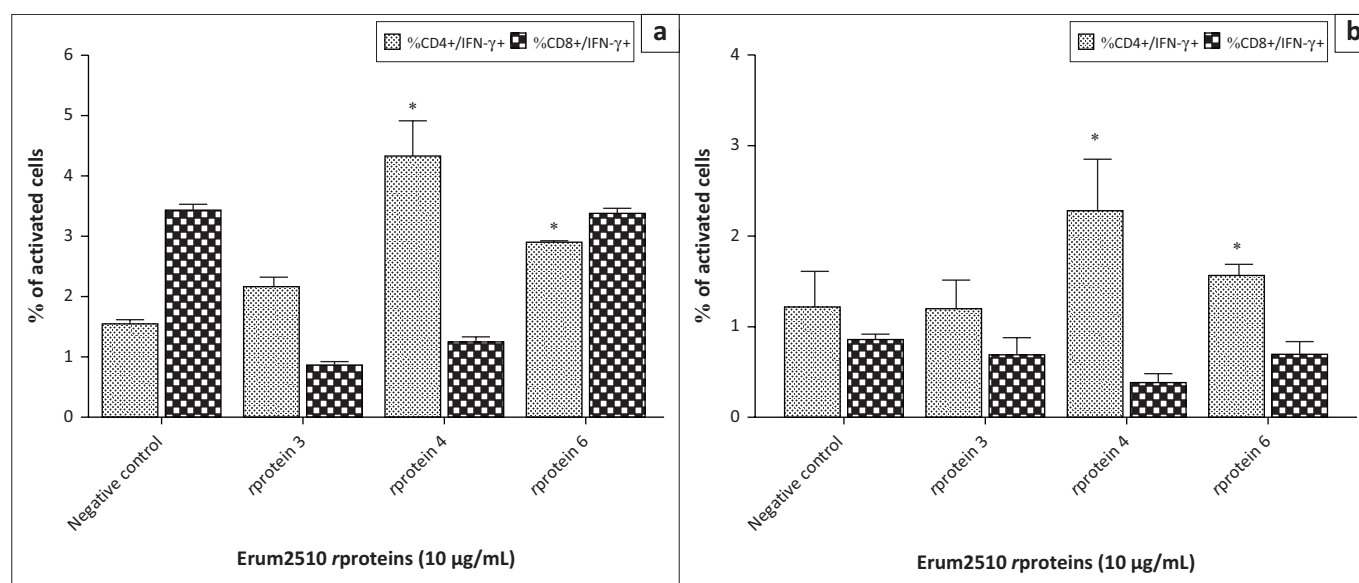 %CD4+/IFN-γ+ %CD8+/IFN-γ+
a
% of activated cells
6
5
4
3
2
1
0
*
*
Negative control
rprotein 3
rprotein 4
rprotein 6
Erum2510 rproteins (10 µg/mL)
%CD4+/IFN-γ+ %CD8+/IFN-γ+
b
% of activated cells
4
3
2
1
0
*
*
Negative control
rprotein 3
rprotein 4
rprotein 6
Erum2510 rproteins (10 µg/mL)